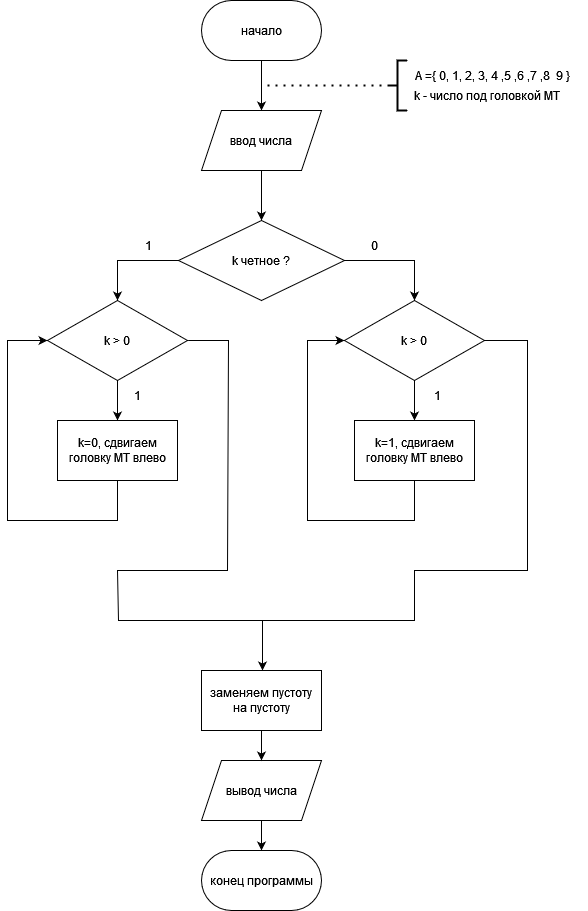 начало
A ={ 0, 1, 2, 3, 4 ,5 ,6 ,7 ,8  9 }
k - число под головкой МТ
ввод числа
1
k четное ?
0
k > 0
k > 0
1
1
k=0, сдвигаем
головку МТ влево
k=1, сдвигаем
головку МТ влево
заменяем пустоту
на пустоту
вывод числа
конец программы